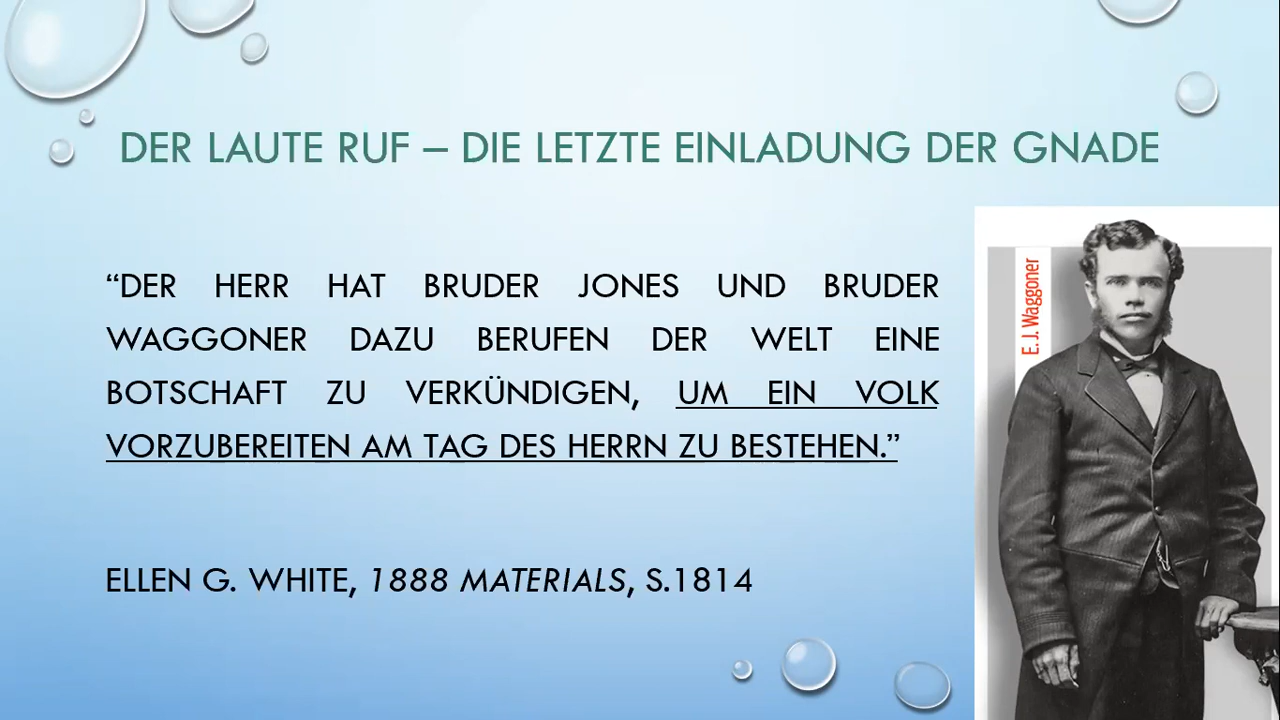 DER LAUTE RUF – DIE LETZTE EINLADUNG DER GNADE
“DER HERR HAT BRUDER JONES UND BRUDER
WAGGONER DAZU BERUFEN DER WELT EINE
BOTSCHAFT ZU VERKÜNDIGEN, UM EIN VOLK
VORZUBEREITEN AM TAG DES HERRN ZU BESTEHEN.”
ELLEN G. WHITE, 1888 MATERIALS, S.1814
E. J. Waggoner